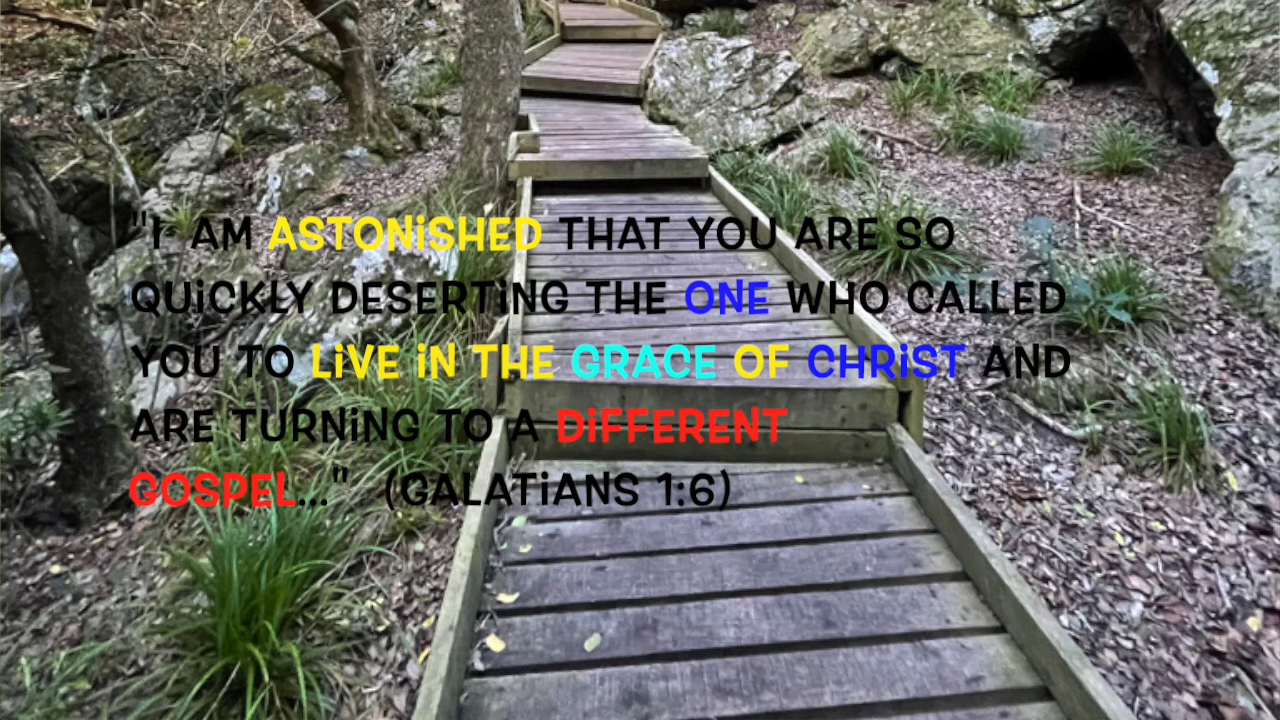 "I AM ASTONiSHED THAT YOU ARE SO
QUiCKLY DESERTiNG THE ONE WHO CALLED
YOU TO LiVE iN THE GRACE OF CHRiST AND
ARE TURNiNG TO A DiFFERENT
GOSPEL..." (GALATiANS 1:6)